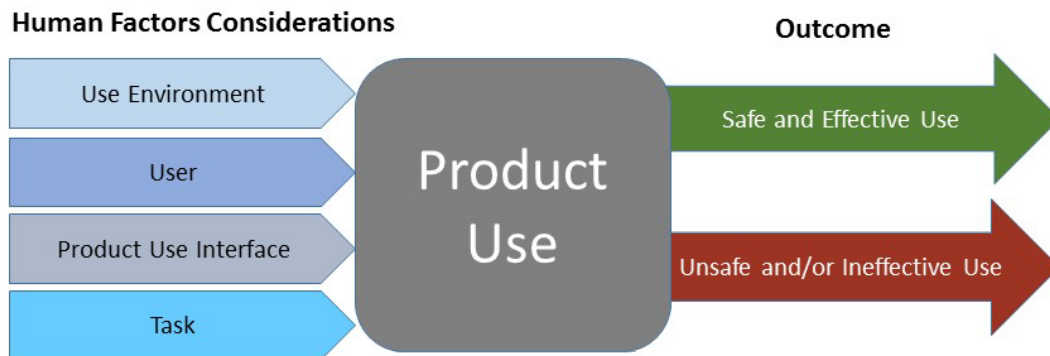 Human Factors Considerations
Outcome
Use Environment
User
Product Use Interface
Task
Product
Use
Safe and Effective Use
Unsafe and/or Ineffective Use